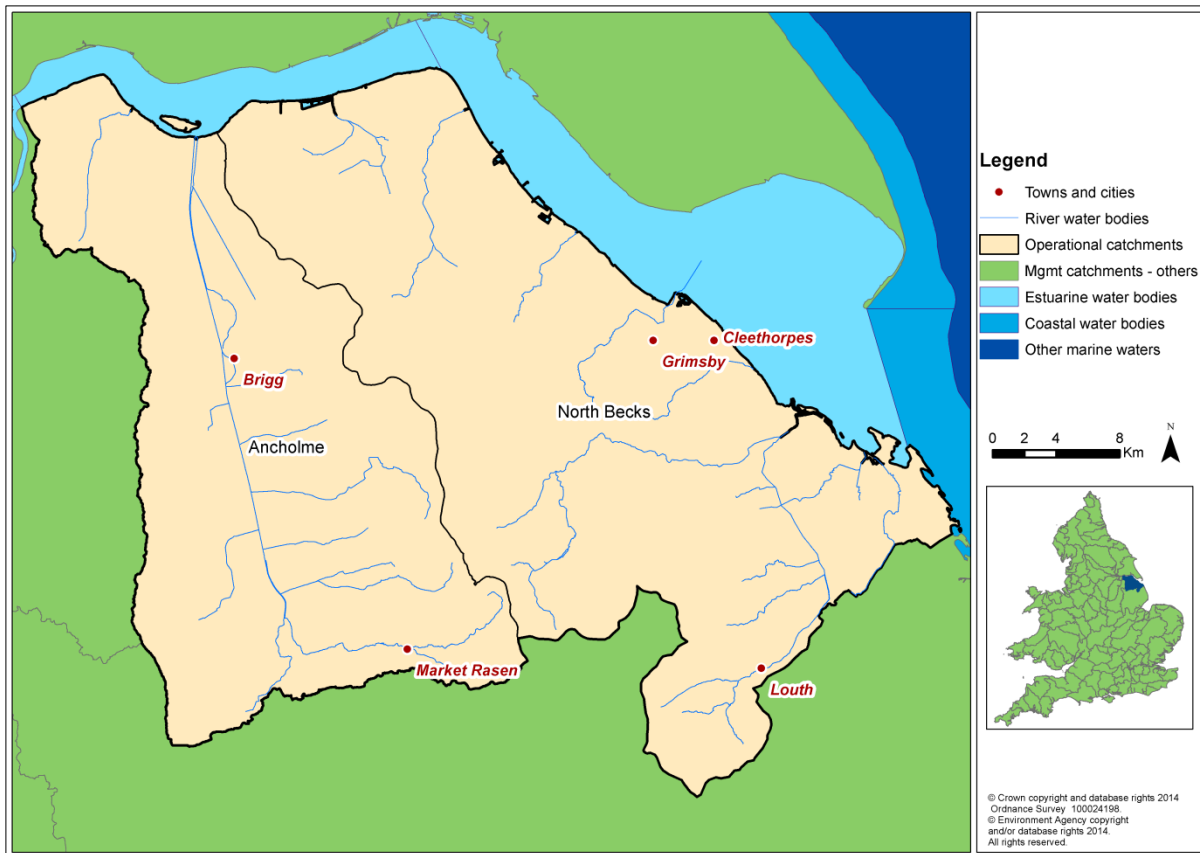 Brigg
Ancholme
Market Rasen
North Becks
Grimsby
Cleethorpes
Louth
Legend
Towns and cities
River water bodies
Operational catchments
Mgmt catchments - others
Estuarine water bodies
Coastal water bodies
Other marine waters
0 2 4 8
Km
N
© Crown copyright and database rights 2014
Ordnance Survey 100024198.
© Environment Agency copyright
and/or database rights 2014.
All rights reserved.